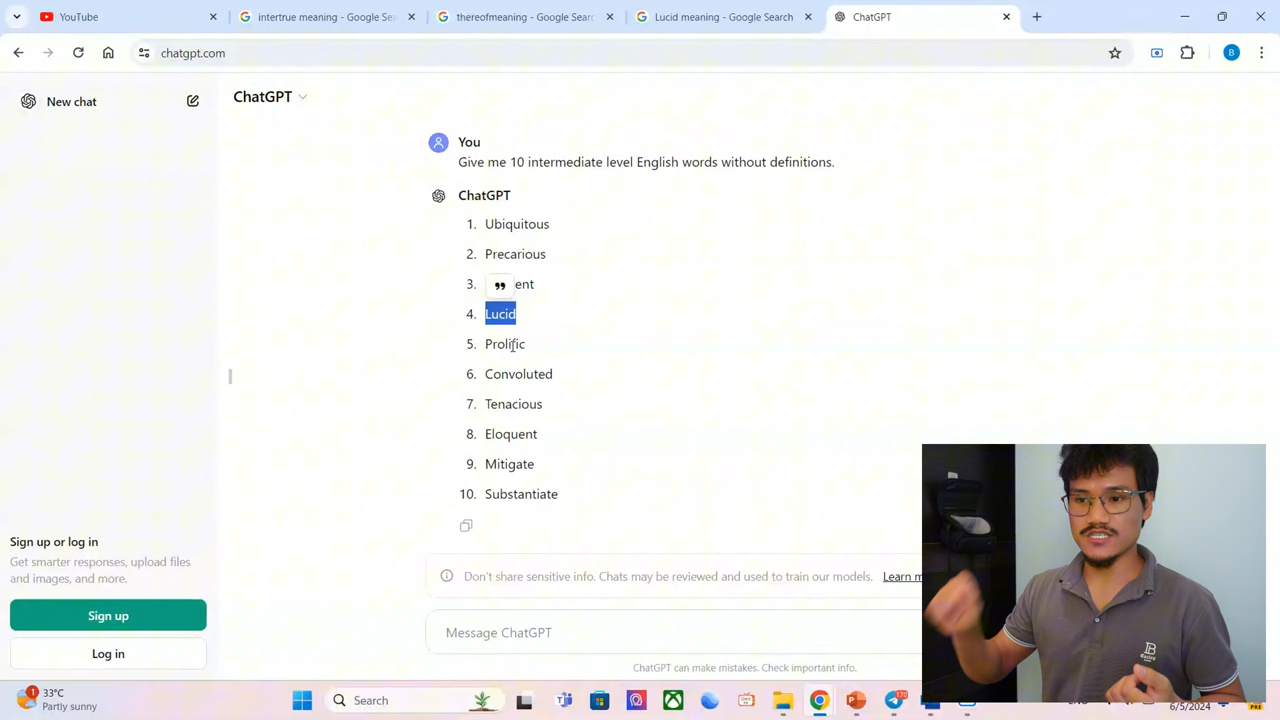 YouTube
intertrue meaning - Google Sea
thereofmeaning - Google Searc
Lucid meaning - Google Search
ChatGPT
chatgpt.com
New chat
ChatGPT
You
Give me 10 intermediate level English words without definitions.
ChatGPT
1. Ubiquitous
2. Precarious
3. ent
4. Lucid
5. Prolific
6. Convoluted
7. Tenacious
8. Eloquent
9. Mitigate
10. Substantiate
Sign up or log in
Get smarter responses, upload files
and images, and more.
Sign up
Log in
Don't share sensitive info. Chats may be reviewed and used to train our models. Learn m
Message ChatGPT
ChatGPT can make mistakes. Check important info.
B
1
33°C
Partly sunny
Search
170
6/5/2024
PRE
B